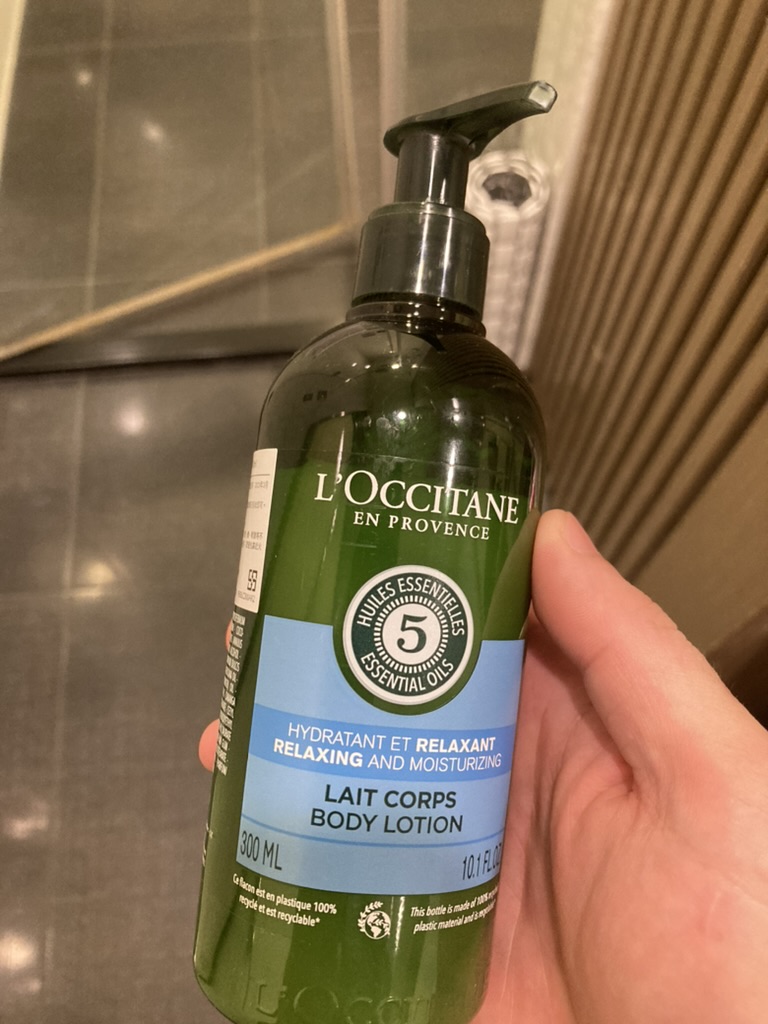 L'OCCITANE
EN PROVENCE
HUILES ESSENTIELLES
5
ESSENTIAL OILS
HYDRATANT ET RELAXANT
RELAXING AND MOISTURIZING
LAIT CORPS
BODY LOTION
300 ML
10.1 FL.OZ
Ce flacon est en plastique 100%
recyclé et est recyclable*
This bottle is made of 100%
plastic material and is
L'OCCIT